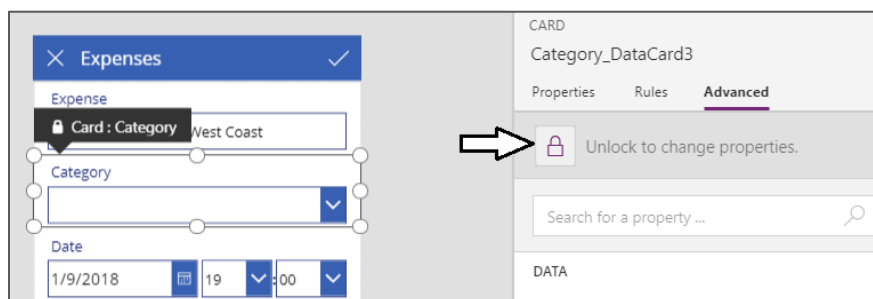 Expenses
Expense
Card : Category
West Coast
Category
Date
1/9/2018
19
:00
CARD
Category_DataCard3
Properties Rules Advanced
Unlock to change properties.
Search for a property ...
DATA